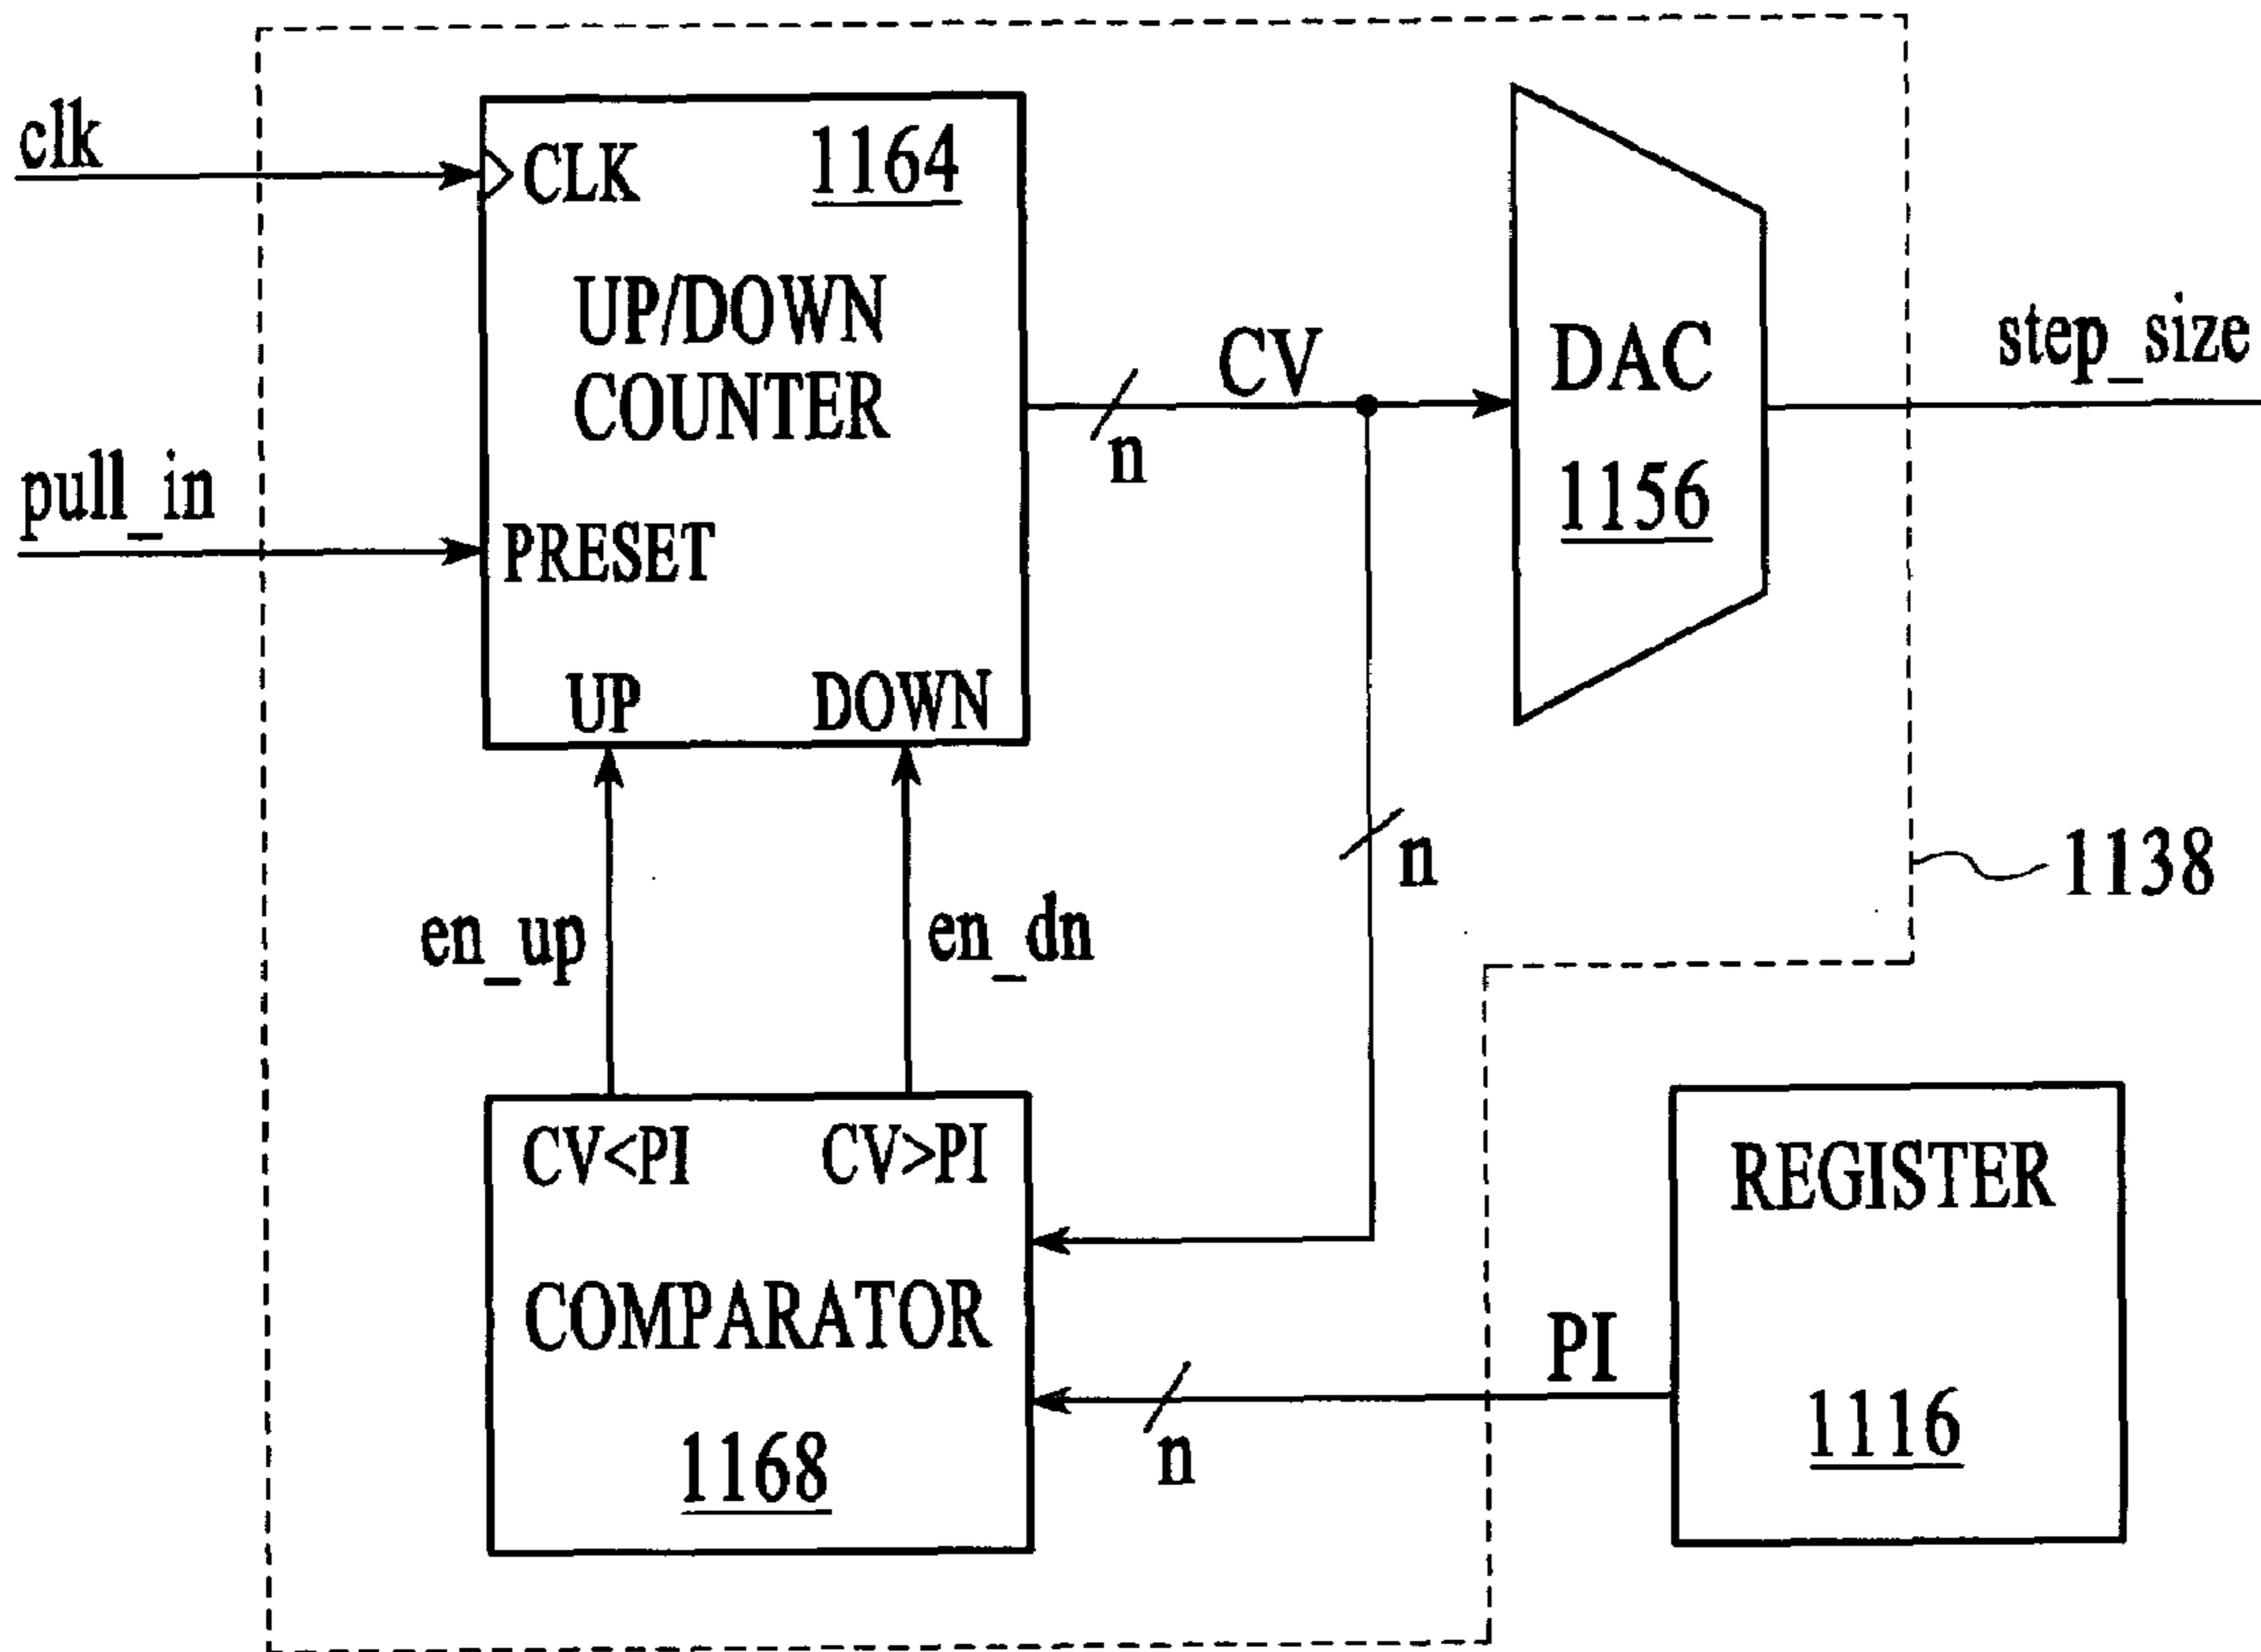 clk
CLK
1164
UP/DOWN
COUNTER
pull_in
PRESET
UP
DOWN
CV
n
DAC
1156
step_size
n
1138
en_up
en_dn
CV<PI
CV>PI
COMPARATOR
1168
PI
n
REGISTER
1116